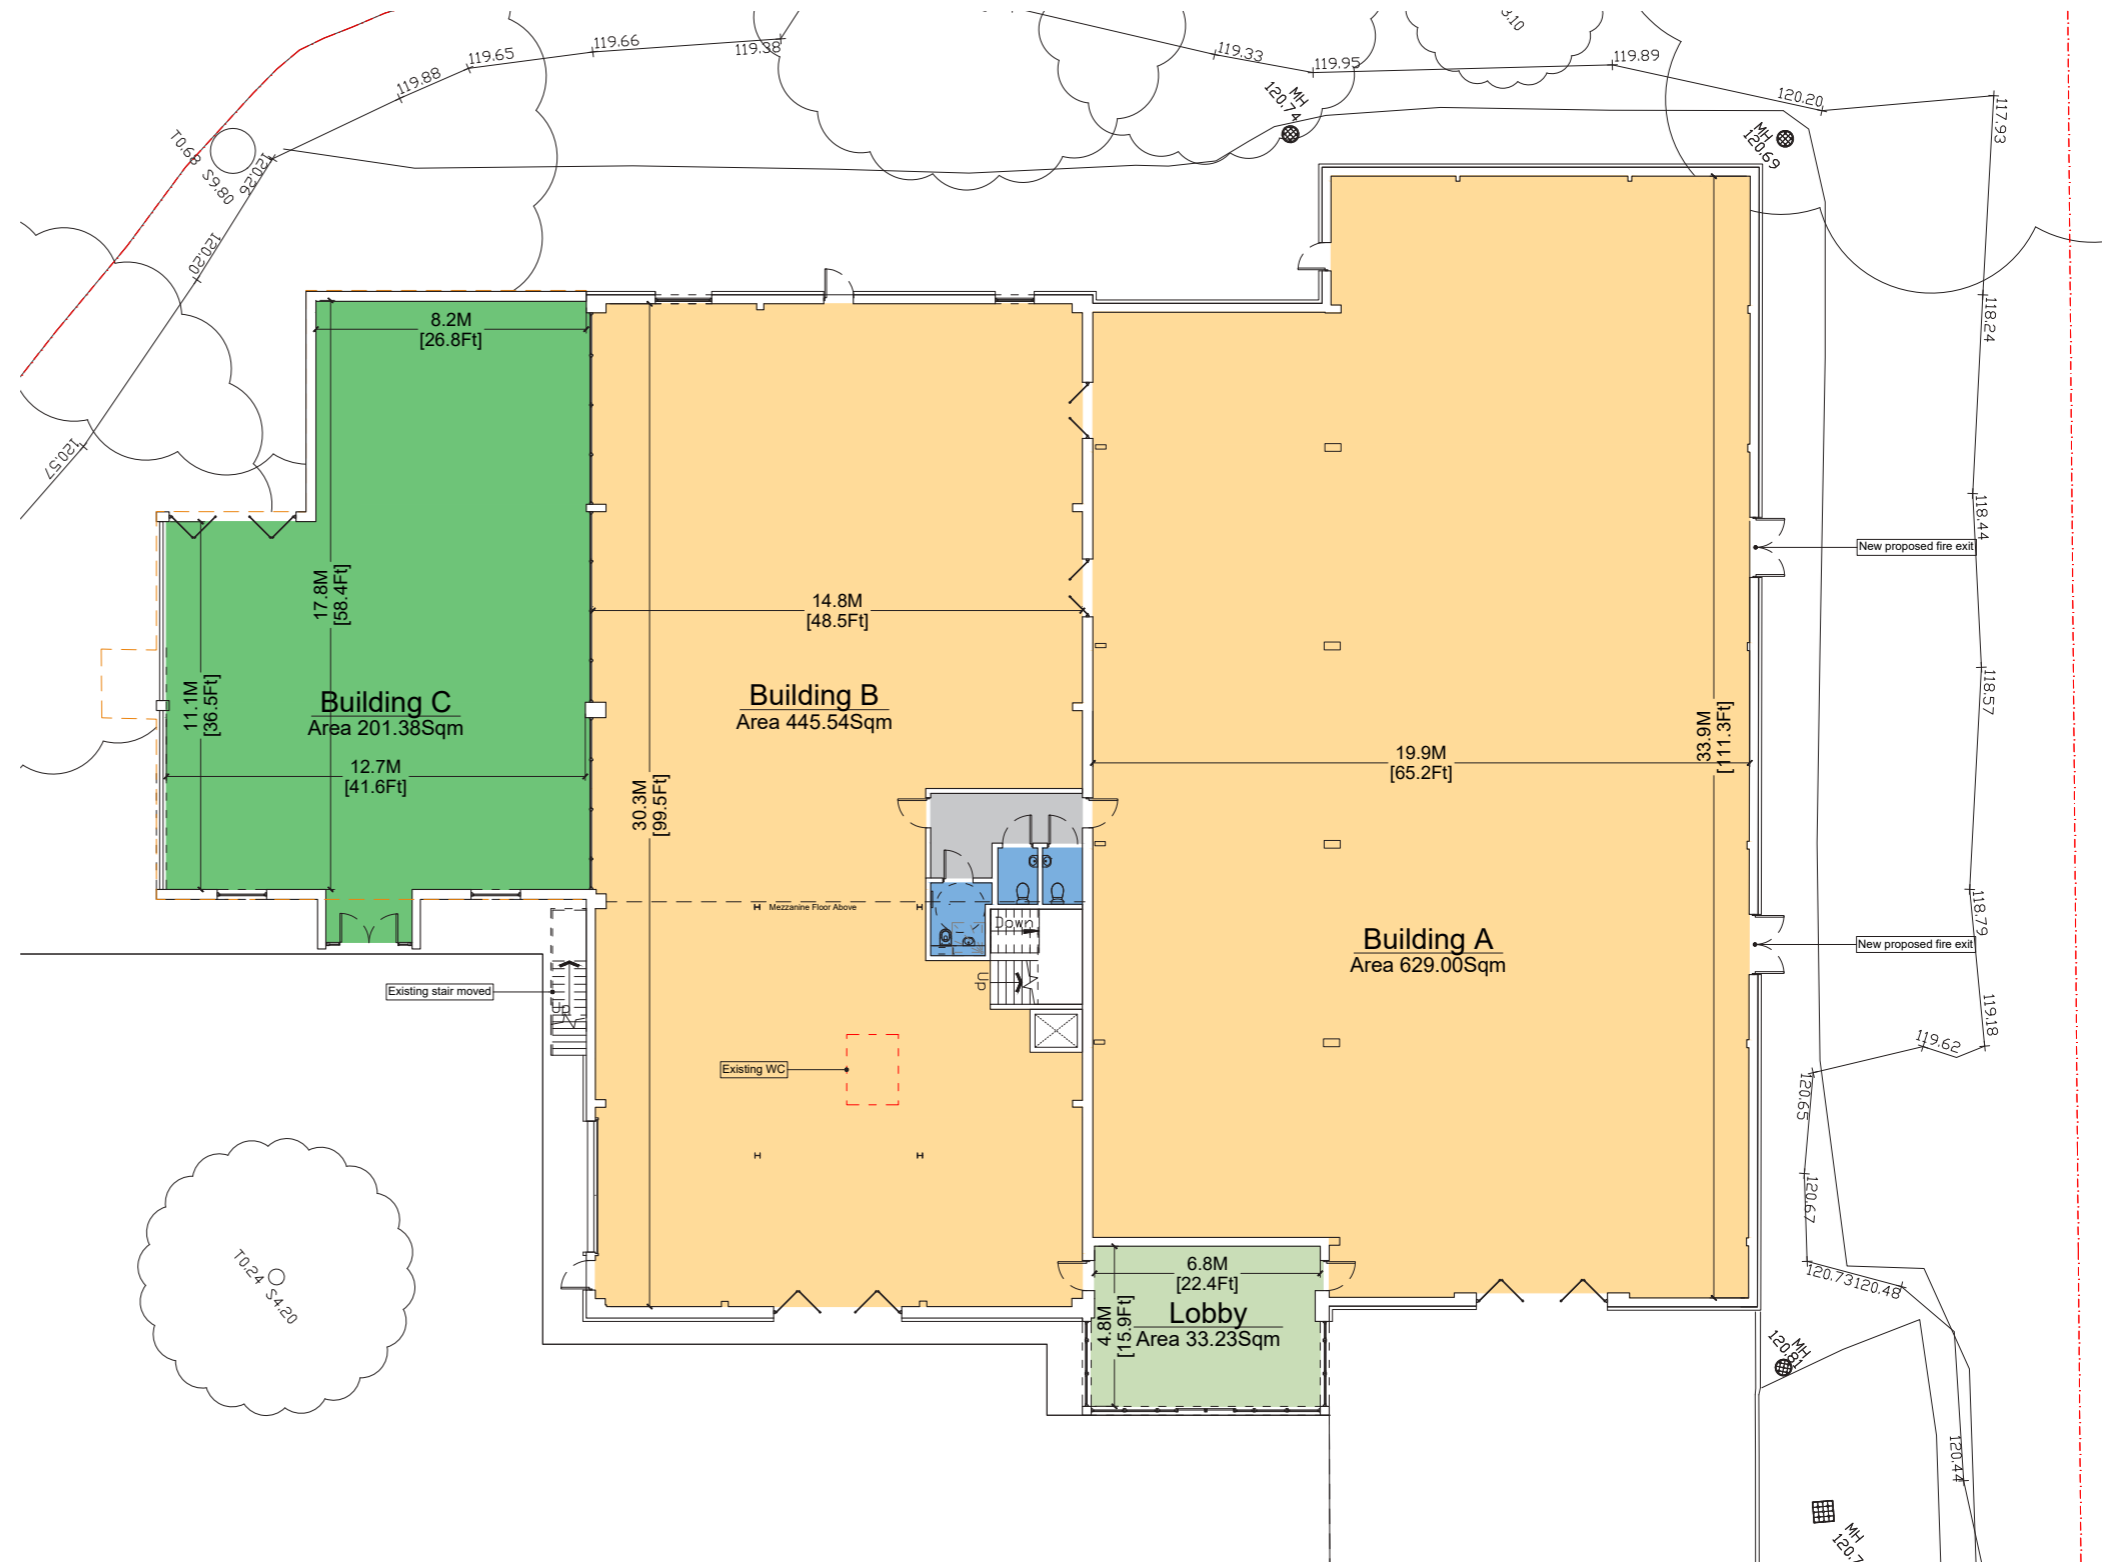 119.66
119.65
119.38
119.88
119.33
119.95
119.89
120.20
117.93
MH
120.74
MH
120.69
T0.68 S9.80
120.26
120.20
120.57
118.24
118.44
118.57
118.79
119.18
119.62
120.65
120.67
120.73
120.48
MH
120.81
120.44
MH
8.2M
[26.8Ft]
17.8M
[58.4Ft]
11.1M
[36.5Ft]
Building C
Area 201.38Sqm
12.7M
[41.6Ft]
14.8M
[48.5Ft]
Building B
Area 445.54Sqm
30.3M
[99.5Ft]
Mezzanine Floor Above
Down
Up
Up
Existing stair moved
Existing WC
19.9M
[65.2Ft]
33.9M
[111.3Ft]
Building A
Area 629.00Sqm
New proposed fire exit
New proposed fire exit
6.8M
[22.4Ft]
4.8M
[15.9Ft]
Lobby
Area 33.23Sqm
T0.24 S4.20